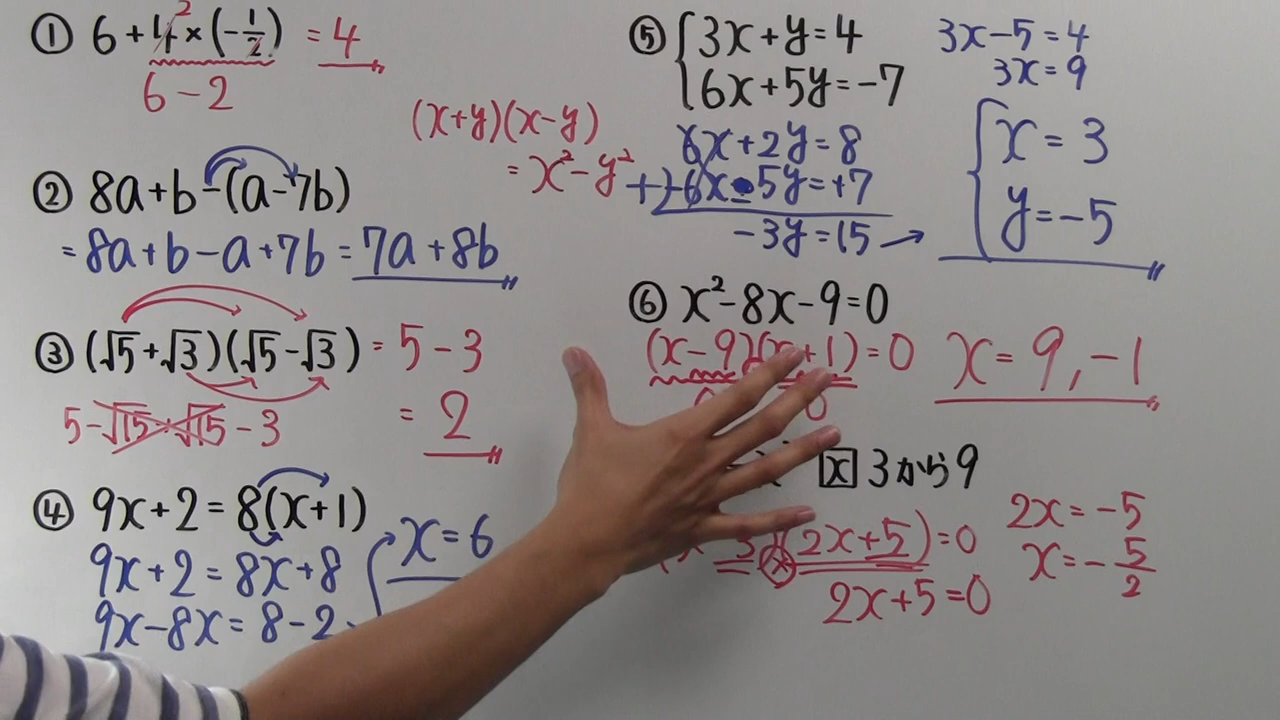 ① 6+4×(-1/2) = 4
2
6-2
② 8a+b-(a-7b)
= 8a+b-a+7b = 7a+8b
(x+y)(x-y)
= x²-y²
③ (√5+√3)(√5-√3) = 5-3
5-√15+√15-3 = 2
④ 9x+2=8(x+1)
9x+2=8x+8
9x-8x=8-2
x=6
⑤ { 3x+y=4
6x+5y=-7
6x+2y=8
+)-6x-5y=+7
-3y=15
3x-5=4
3x=9
{ x=3
y=-5
⑥ x²-8x-9=0
(x-9)(x+1)=0 x=9,-1
0
x 3から9
3)×(2x+5)=0
2x+5=0
2x=-5
x=-5/2